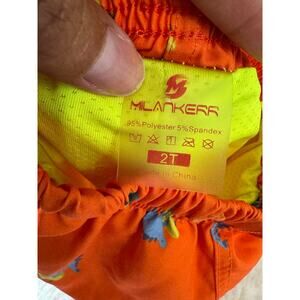 MILANKERR
95%Polyester 5%Spandex
2T
Made in China